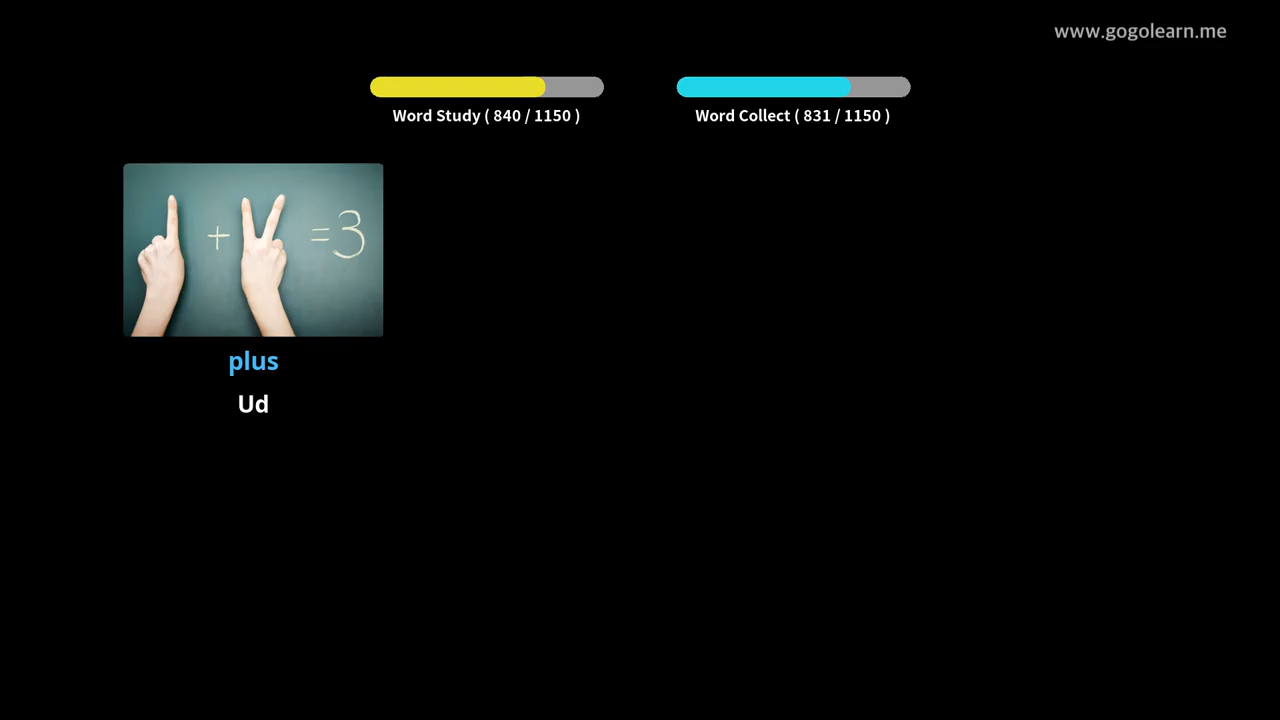 www.gogolearn.me
Word Study ( 840 / 1150 )
Word Collect ( 831 / 1150 )
+ =3
plus
Ud